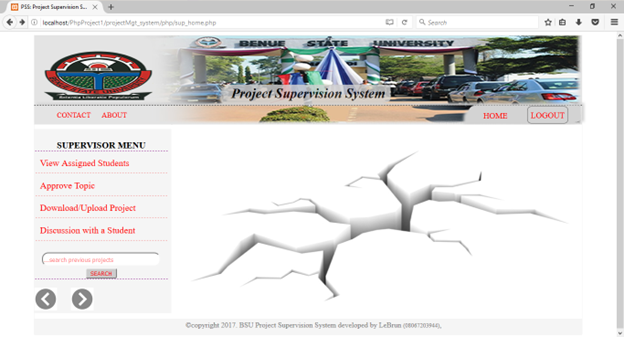 PSS: Project Supervision S...
localhost/PhpProject1/projectMgt_system/php/sup_home.php
Search
BENUE STATE UNIVERSITY
Project Supervision System
CONTACT ABOUT
HOME LOGOUT
SUPERVISOR MENU
View Assigned Students
Approve Topic
Download/Upload Project
Discussion with a Student
...search previous projects
SEARCH
©copyright 2017. BSU Project Supervision System developed by LeBran (08067203944),